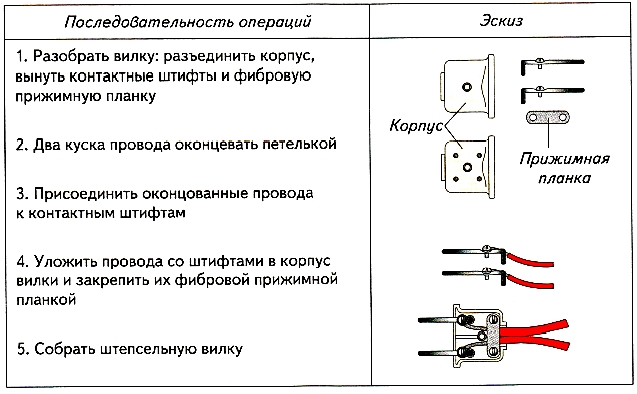 Последовательность операций
Эскиз
1. Разобрать вилку: разъединить корпус,
вынуть контактные штифты и фибровую
прижимную планку
2. Два куска провода оконцевать петелькой
3. Присоединить оконцованные провода
к контактным штифтам
4. Уложить провода со штифтами в корпус
вилки и закрепить их фибровой прижимной
планкой
5. Собрать штепсельную вилку
Корпус
Прижимная
планка